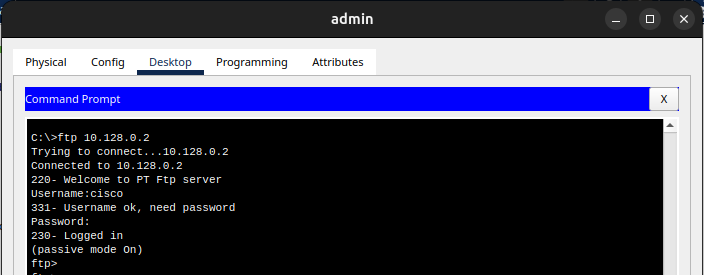 admin
Physical Config Desktop Programming Attributes
Command Prompt X
C:\>ftp 10.128.0.2
Trying to connect...10.128.0.2
Connected to 10.128.0.2
220- Welcome to PT Ftp server
Username:cisco
331- Username ok, need password
Password:
230- Logged in
(passive mode On)
ftp>